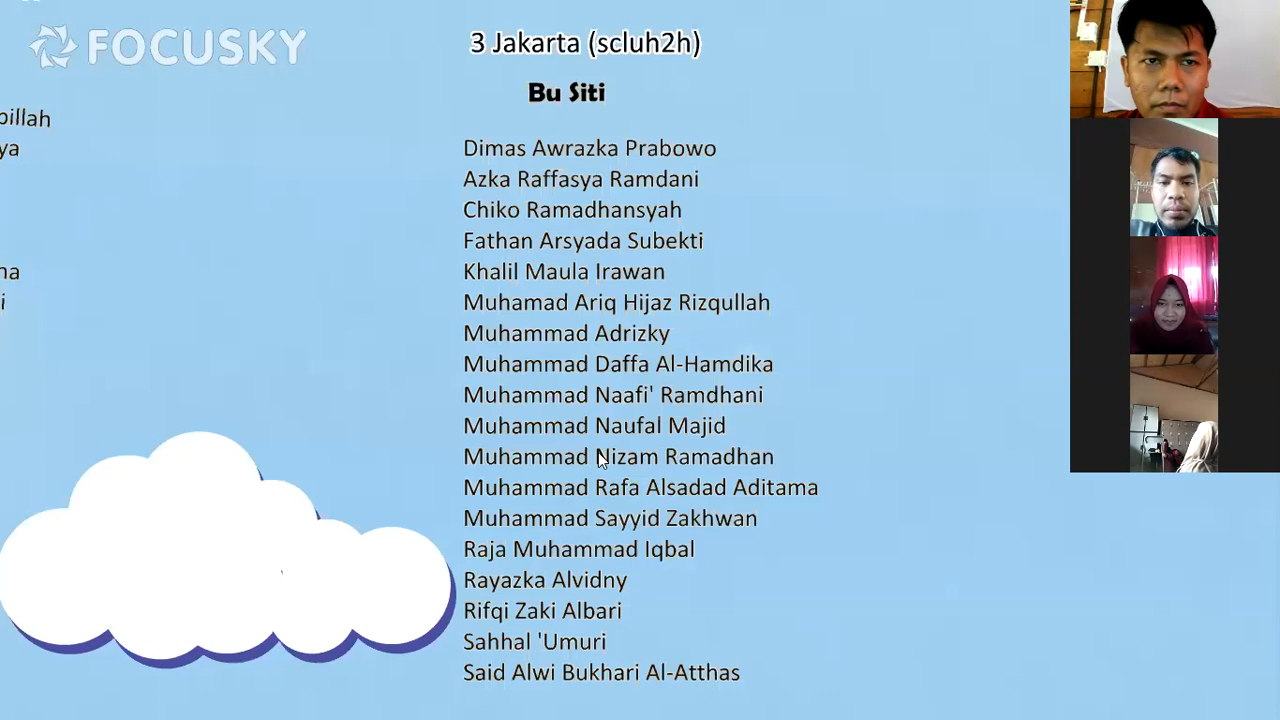 FOCUSKY
3 Jakarta (scluh2h)
Bu Siti
Dimas Awrazka Prabowo
Azka Raffasya Ramdani
Chiko Ramadhansyah
Fathan Arsyada Subekti
Khalil Maula Irawan
Muhamad Ariq Hijaz Rizqullah
Muhammad Adrizky
Muhammad Daffa Al-Hamdika
Muhammad Naafi' Ramdhani
Muhammad Naufal Majid
Muhammad Nizam Ramadhan
Muhammad Rafa Alsadad Aditama
Muhammad Sayyid Zakhwan
Raja Muhammad Iqbal
Rayazka Alvidny
Rifqi Zaki Albari
Sahhal 'Umuri
Said Alwi Bukhari Al-Atthas